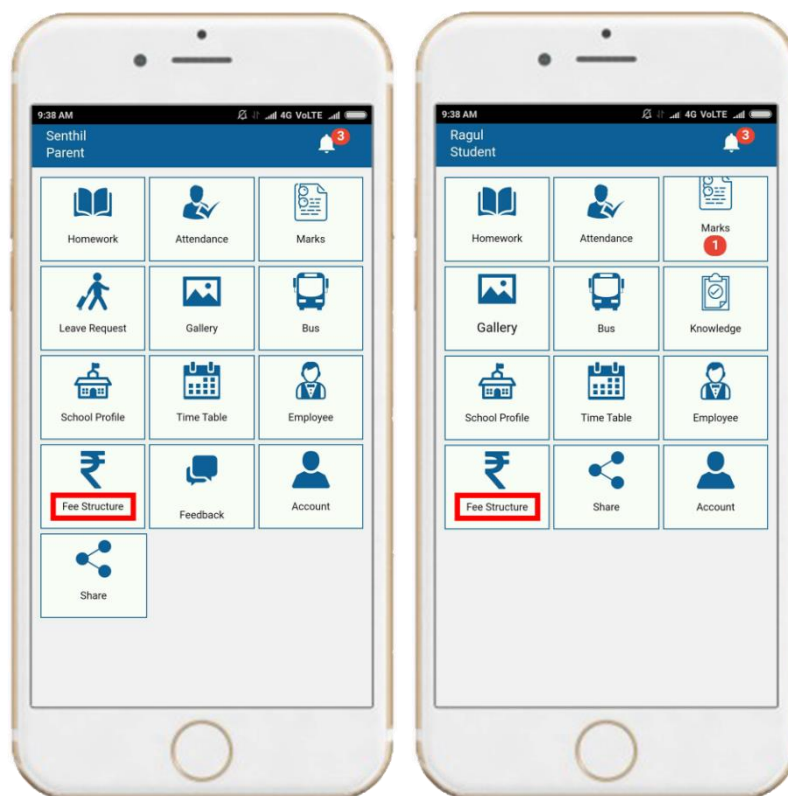 9:38 AM 4G VoLTE
Senthil 3
Parent
Homework Attendance Marks
Leave Request Gallery Bus
School Profile Time Table Employee
Fee Structure Feedback Account
Share
9:38 AM 4G VoLTE
Ragul 3
Student
Homework Attendance Marks
1
Gallery Bus Knowledge
School Profile Time Table Employee
Fee Structure Share Account